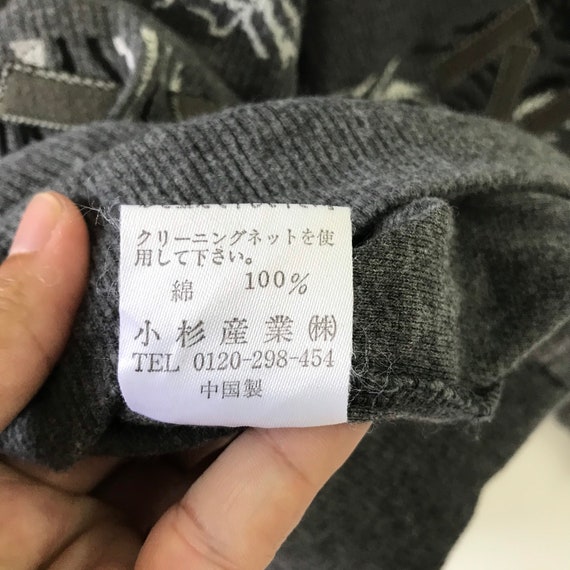 クリーニングネットを使
用して下さい。
綿 100%
小杉産業㈱
TEL 0120-298-454
中国製